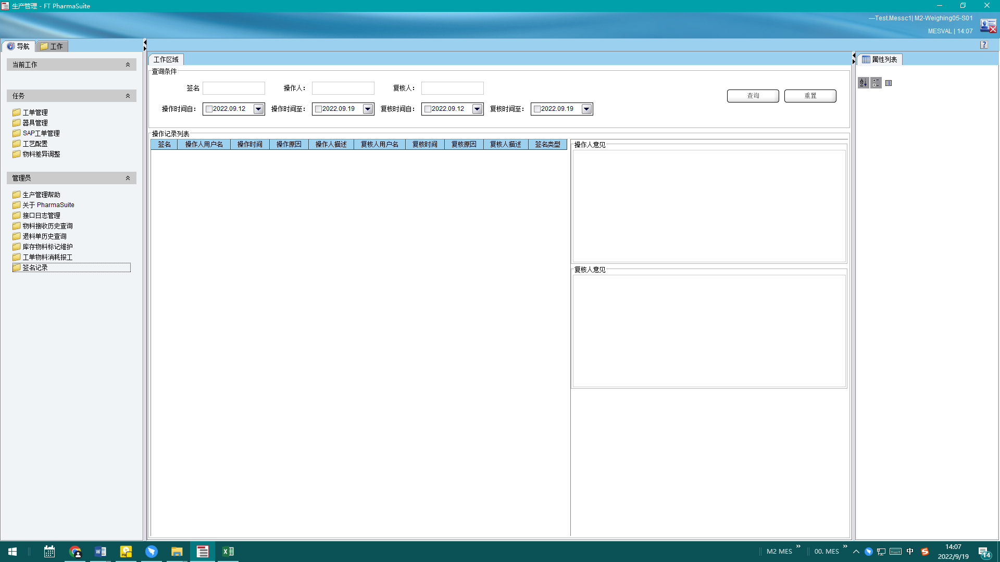 生产管理 - FT PharmaSuite
---Test.Messc1| M2-Weighing05-S01
MESVAL | 14:07
导航
工作
?
当前工作
任务
工单管理
器具管理
SAP工单管理
工艺配置
物料差异调整
管理员
生产管理帮助
关于 PharmaSuite
接口日志管理
物料接收历史查询
退料单历史查询
库存物料标记维护
工单物料消耗报工
签名记录
工作区域
查询条件
签名
操作人：
复核人：
查询
重置
操作时间自：
2022.09.12
操作时间至：
2022.09.19
复核时间自：
2022.09.12
复核时间至：
2022.09.19
操作记录列表
签名 操作人用户名 操作时间 操作原因 操作人描述 复核人用户名 复核时间 复核原因 复核人描述 签名类型
操作人意见
复核人意见
属性列表
M2 MES
00. MES
中
14:07
2022/9/19
14